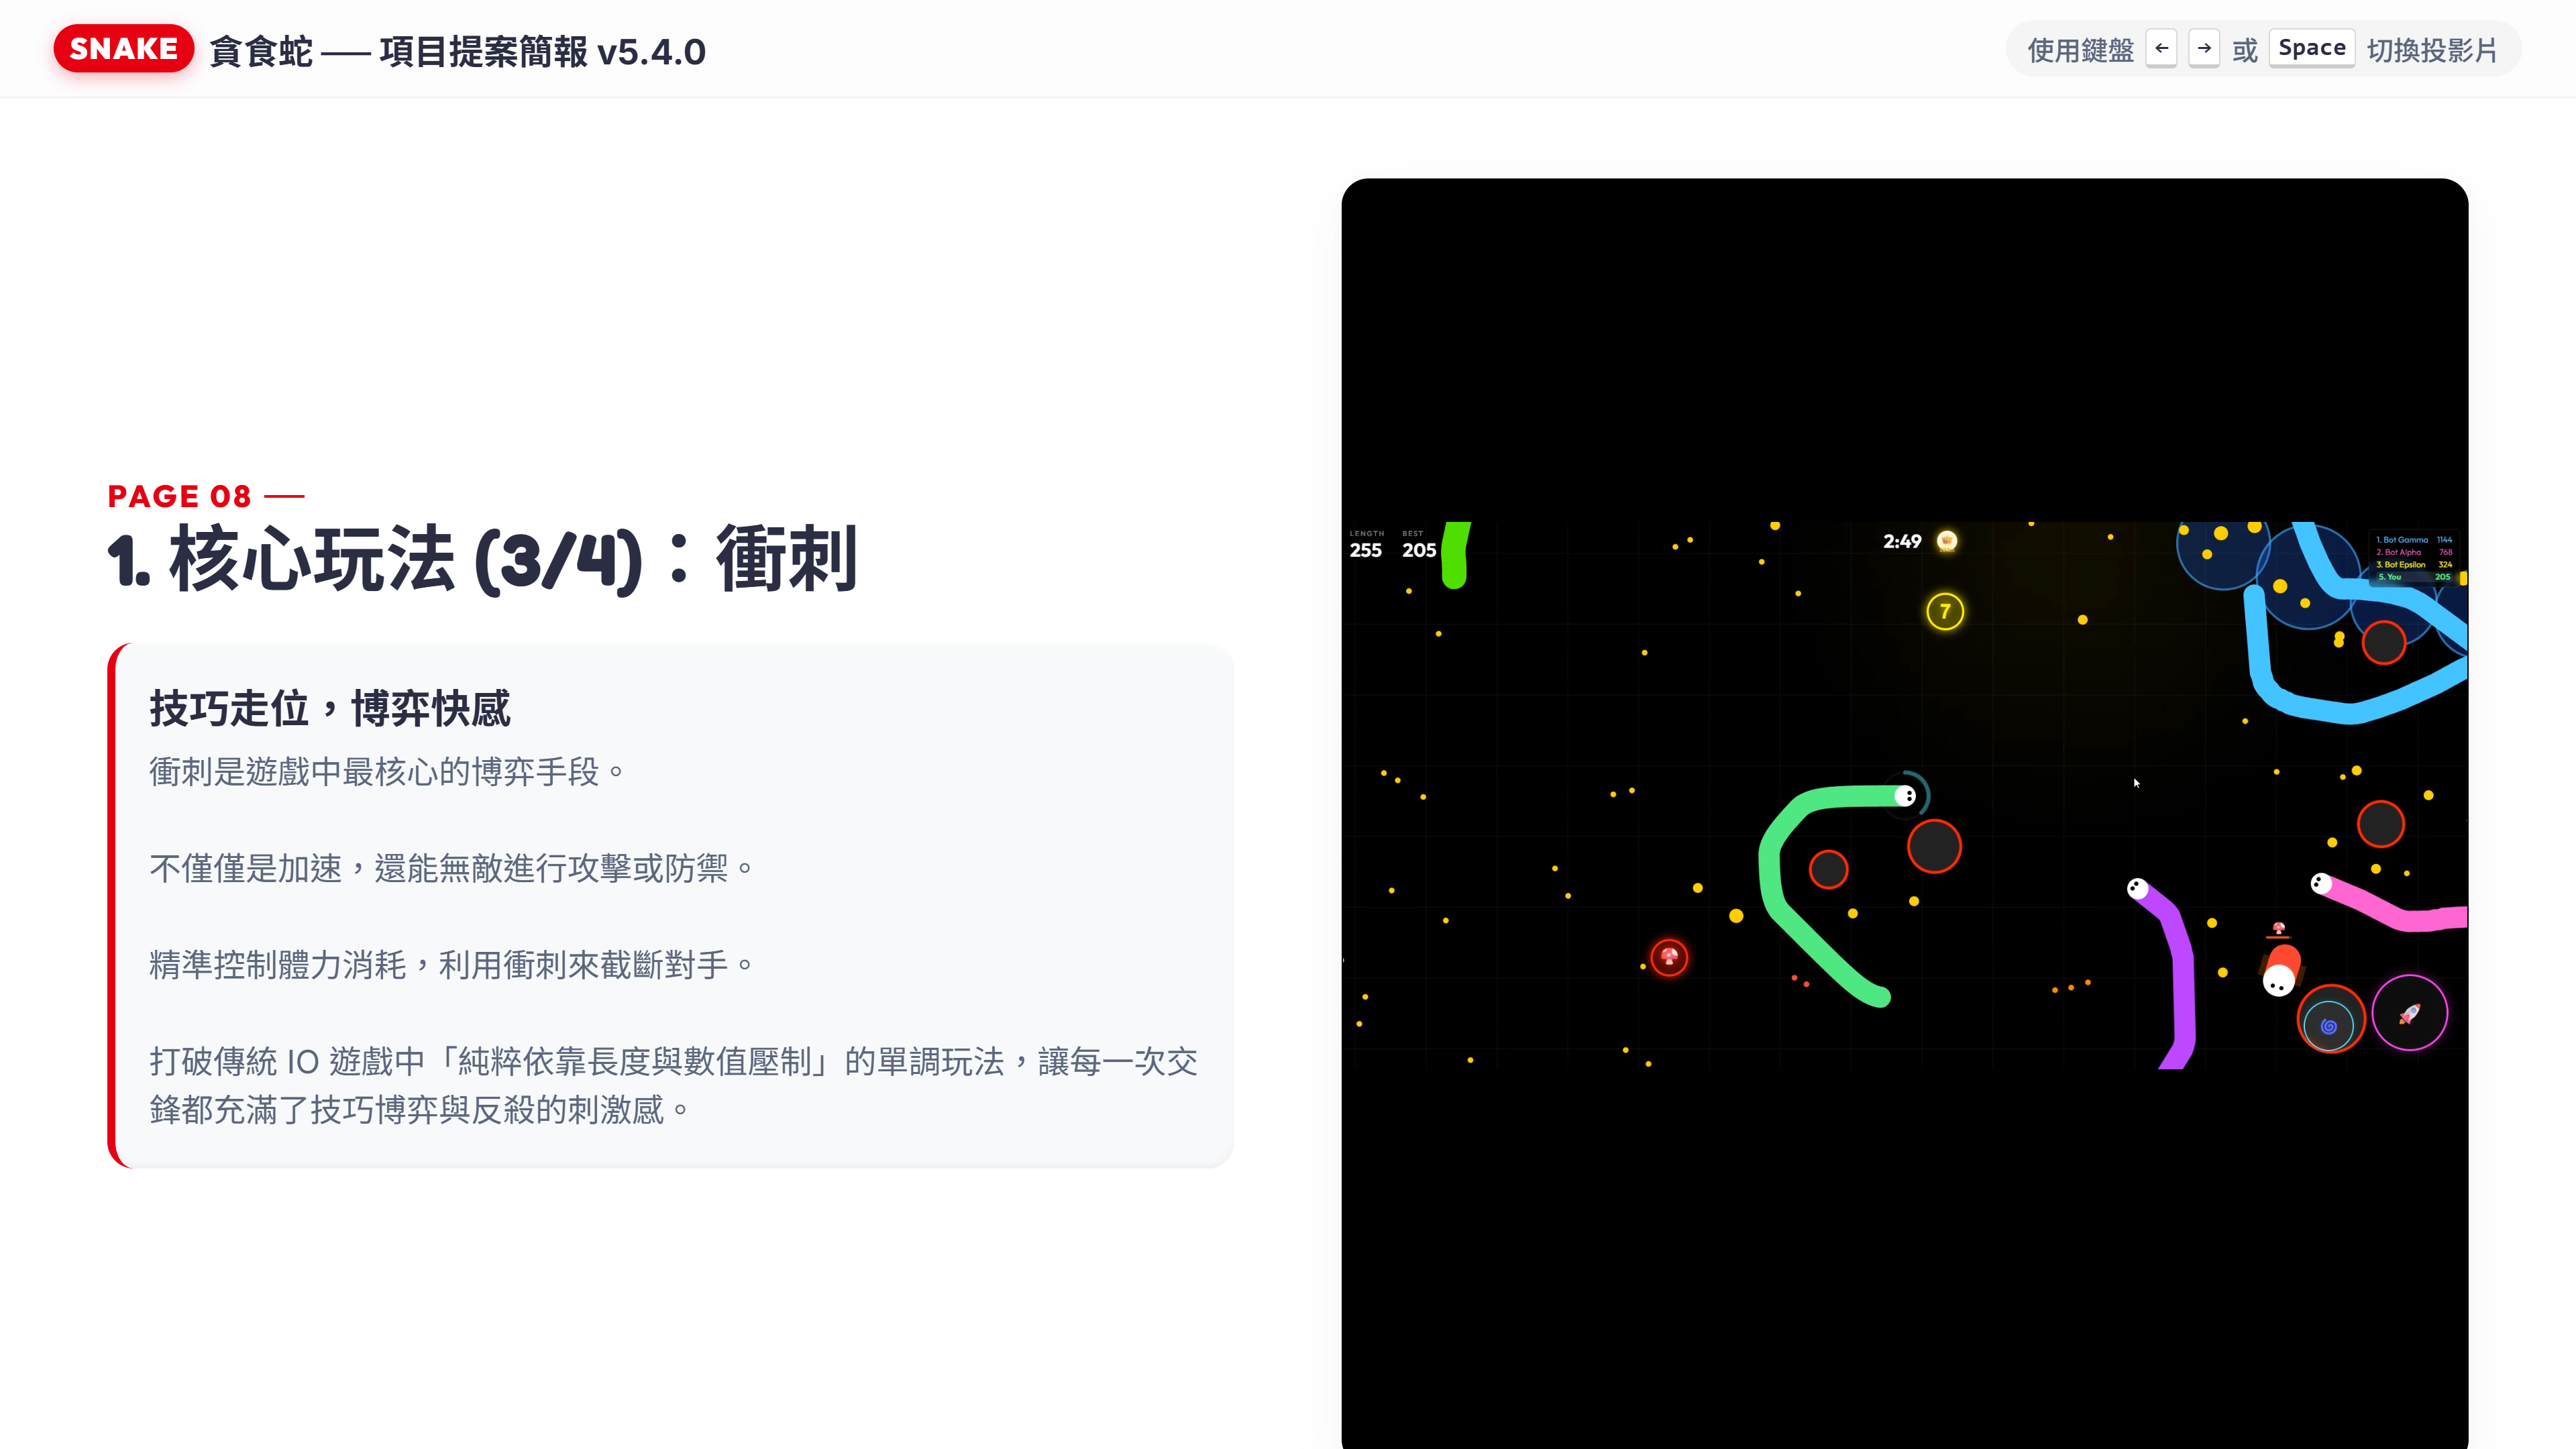 SNAKE 貪食蛇 —— 項目提案簡報 v5.4.0
使用鍵盤 ← → 或 Space 切換投影片
PAGE 08 —
1. 核心玩法 (3/4)：衝刺
技巧走位，博弈快感
衝刺是遊戲中最核心的博弈手段。
不僅僅是加速，還能無敵進行攻擊或防禦。
精準控制體力消耗，利用衝刺來截斷對手。
打破傳統 IO 遊戲中「純粹依靠長度與數值壓制」的單調玩法，讓每一次交
鋒都充滿了技巧博弈與反殺的刺激感。
LENGTH BEST
255 205
2:49
7
1. Bot Gamma 1144
2. Bot Alpha 768
3. Bot Epsilon 324
5. You 205